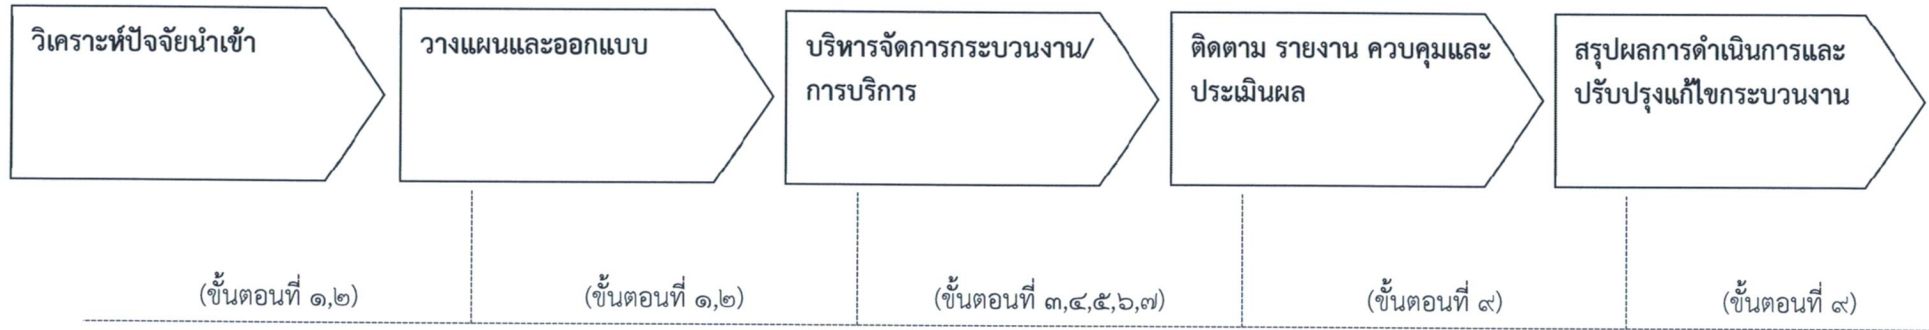 วิเคราะห์ปัจจัยนำเข้า
วางแผนและออกแบบ
บริหารจัดการกระบวนงาน/
การบริการ
ติดตาม รายงาน ควบคุมและ
ประเมินผล
สรุปผลการดำเนินการและ
ปรับปรุงแก้ไขกระบวนงาน
(ขั้นตอนที่ ๑,๒)
(ขั้นตอนที่ ๑,๒)
(ขั้นตอนที่ ๓,๔,๕,๖,๗)
(ขั้นตอนที่ ๙)
(ขั้นตอนที่ ๙)